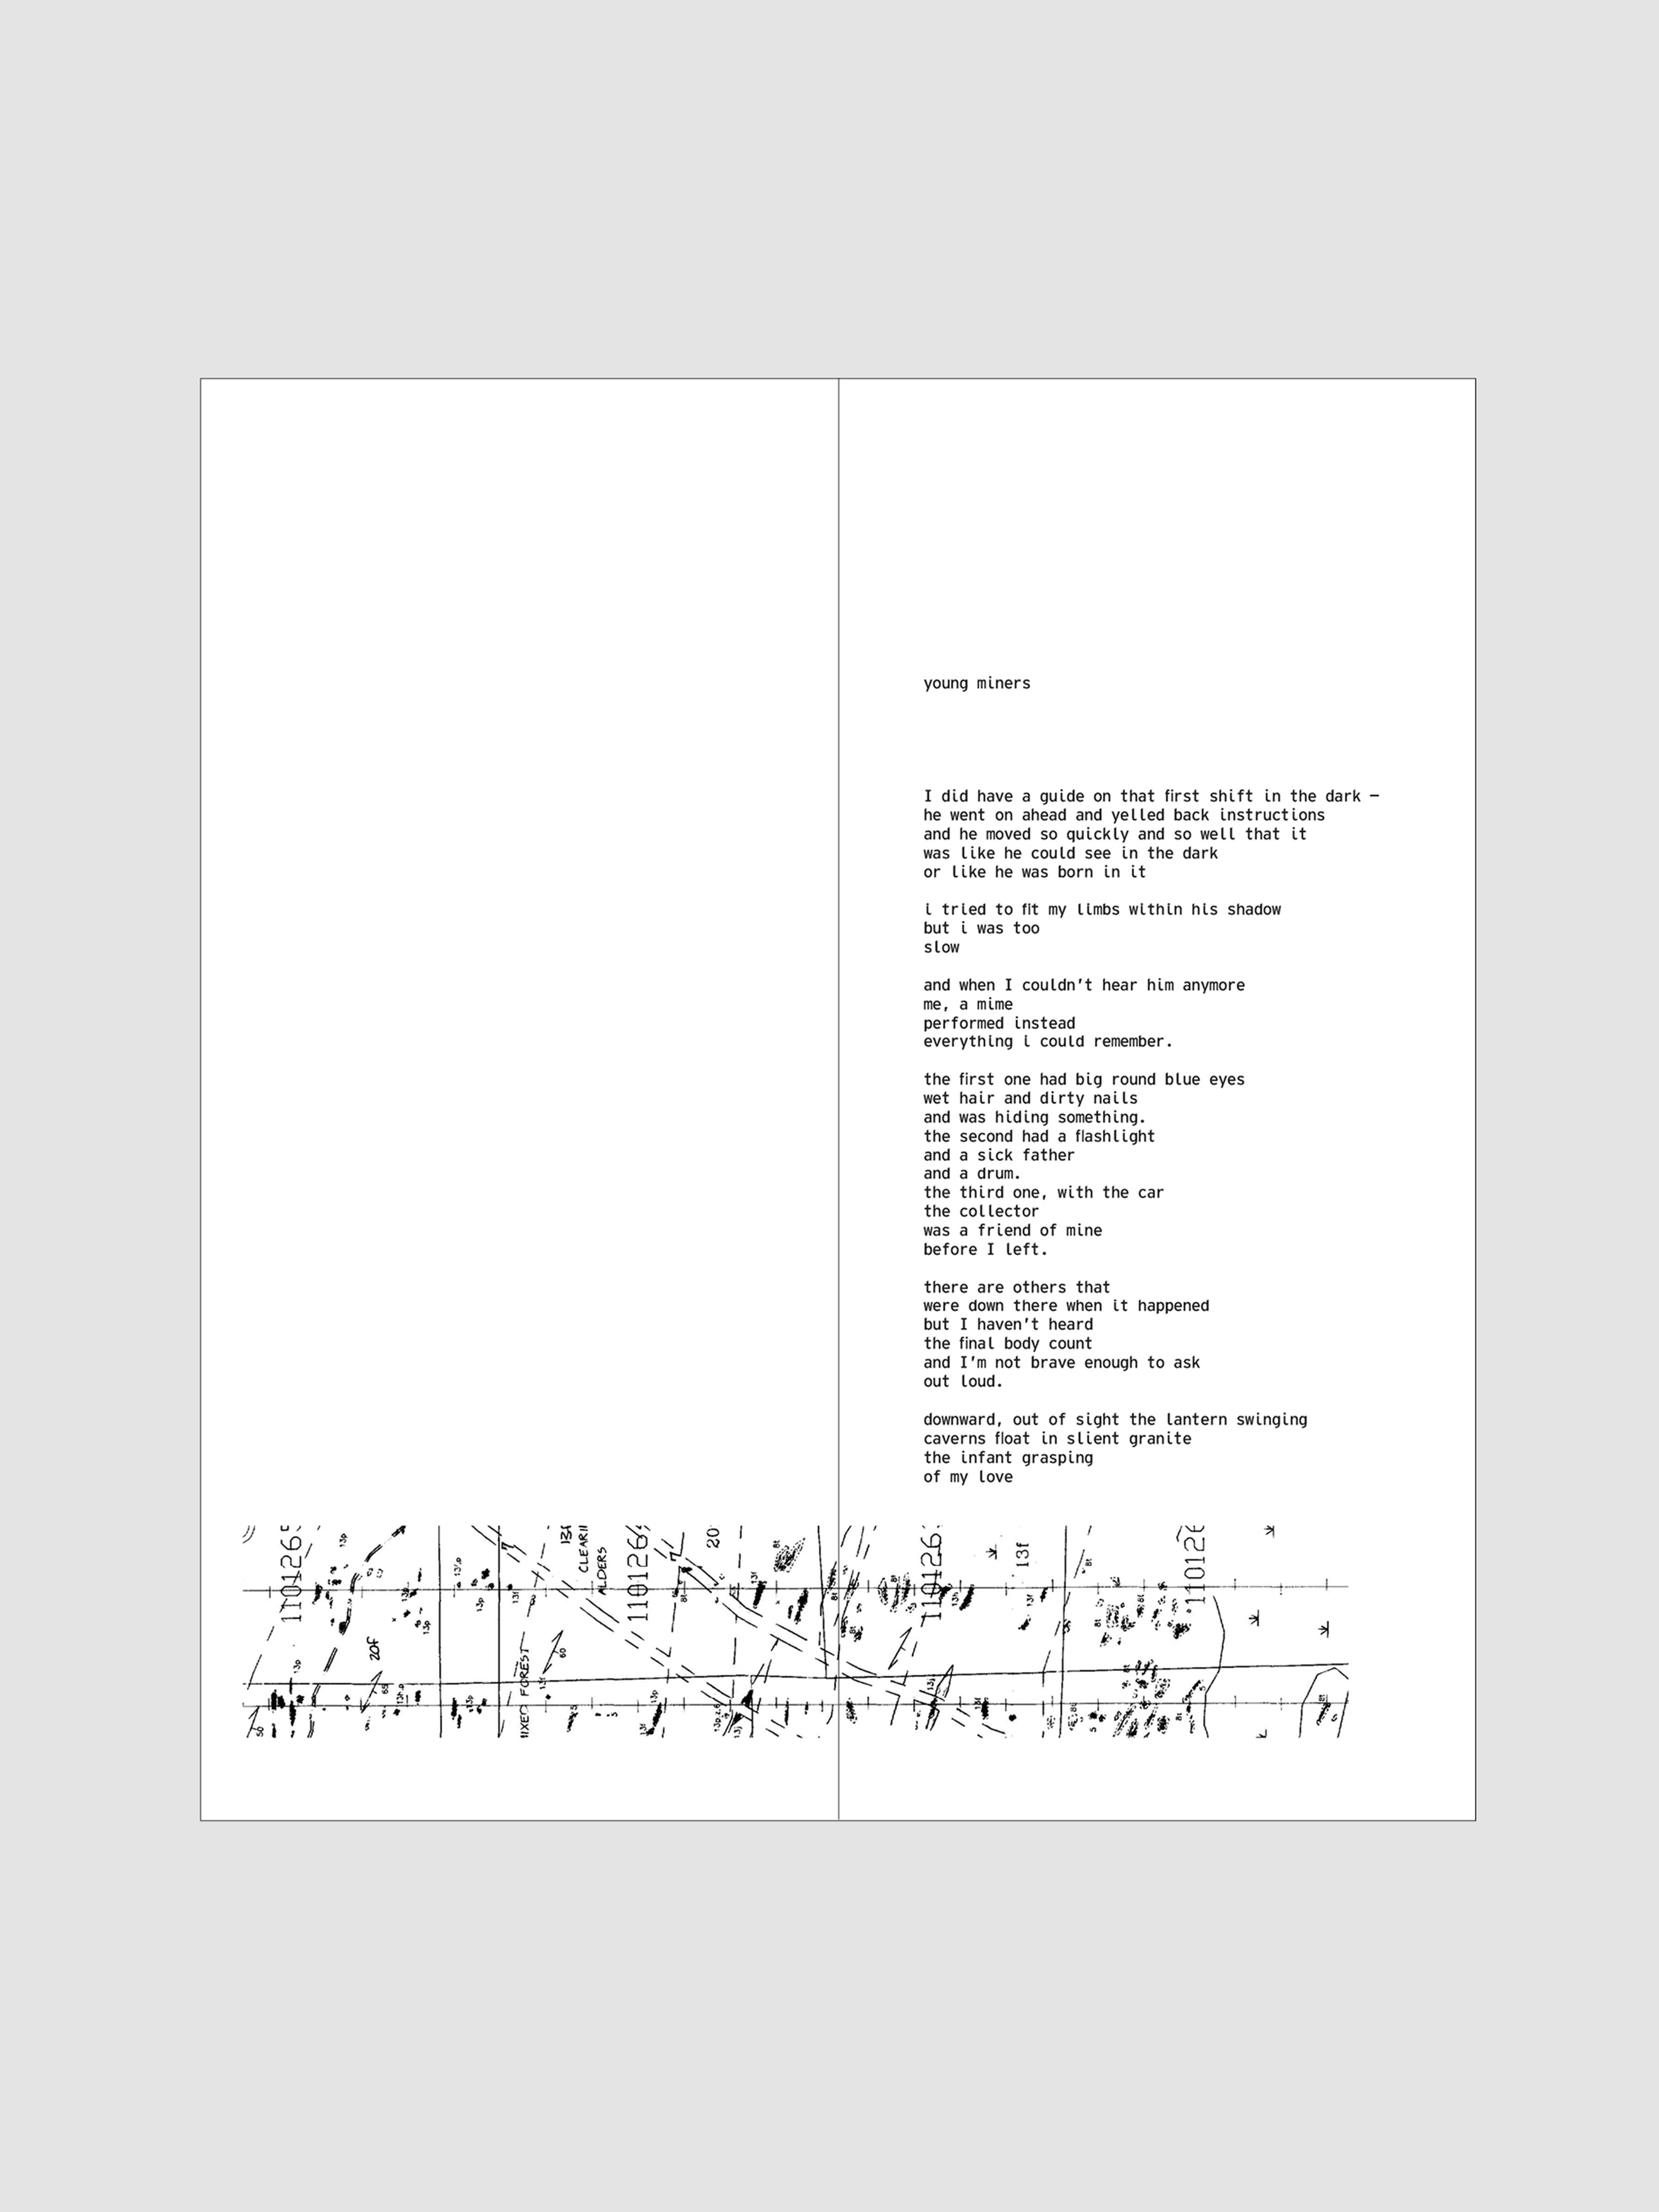 young miners
I did have a guide on that first shift in the dark —
he went on ahead and yelled back instructions
and he moved so quickly and so well that it
was like he could see in the dark
or like he was born in it
i tried to fit my limbs within his shadow
but i was too
slow
and when I couldn't hear him anymore
me, a mime
performed instead
everything i could remember.
the first one had big round blue eyes
wet hair and dirty nails
and was hiding something.
the second had a flashlight
and a sick father
and a drum.
the third one, with the car
the collector
was a friend of mine
before I left.
there are others that
were down there when it happened
but I haven't heard
the final body count
and I'm not brave enough to ask
out loud.
downward, out of sight the lantern swinging
caverns float in slient granite
the infant grasping
of my love
110126
20f
FOREST
ALDERS
110126
20
110126
13f
110126